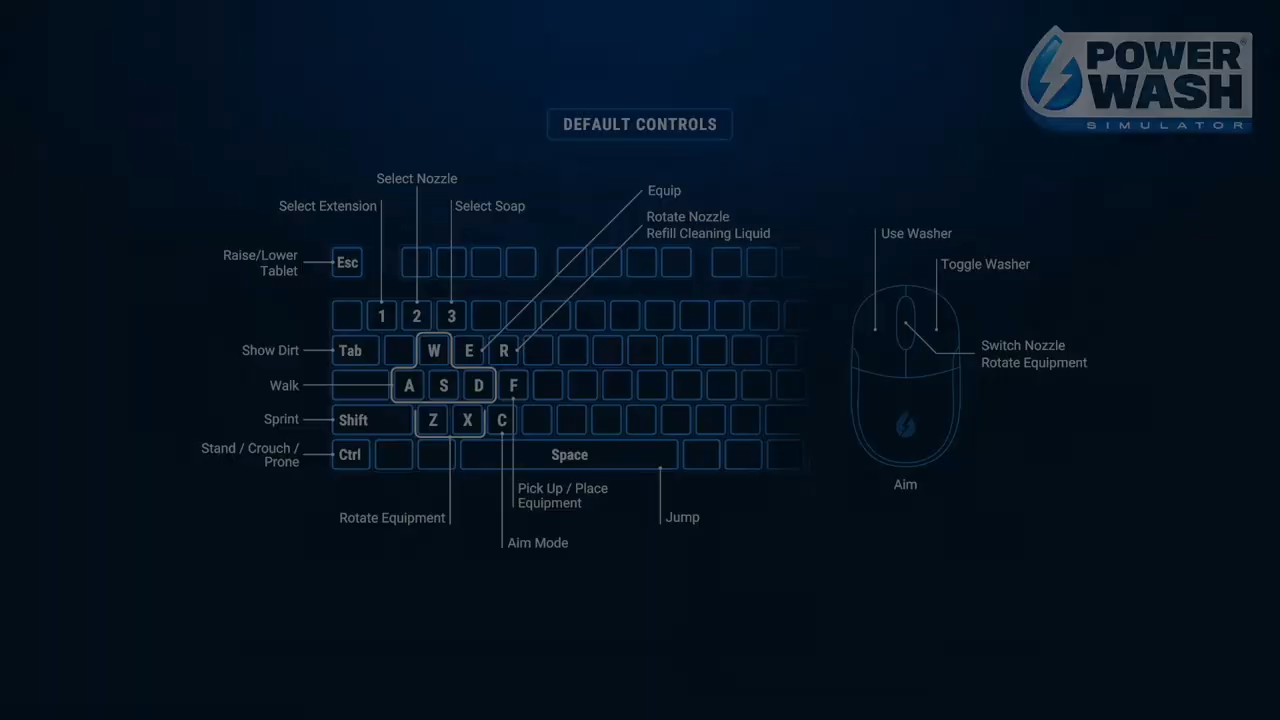 POWER
WASH
SIMULATOR
DEFAULT CONTROLS
Select Nozzle
Select Extension
Select Soap
Equip
Rotate Nozzle
Refill Cleaning Liquid
Use Washer
Toggle Washer
Raise/Lower
Tablet
Esc
1 2 3
Show Dirt
Tab W E R
Switch Nozzle
Rotate Equipment
Walk
A S D F
Sprint
Shift Z X C
Stand / Crouch /
Prone
Ctrl Space
Aim
Pick Up / Place
Equipment
Rotate Equipment
Jump
Aim Mode